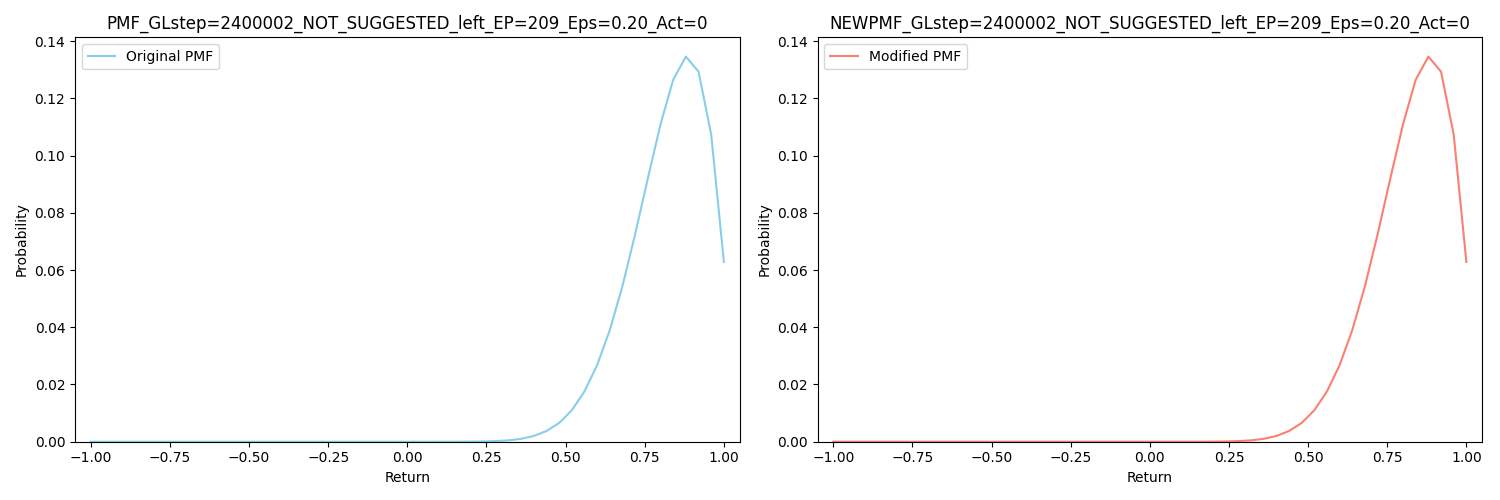 PMF_GLstep=2400002_NOT_SUGGESTED_left_EP=209_Eps=0.20_Act=0
Original PMF
0.14
0.12
0.10
0.08
0.06
0.04
0.02
0.00
Probability
−1.00 −0.75 −0.50 −0.25 0.00 0.25 0.50 0.75 1.00
Return
NEWPMF_GLstep=2400002_NOT_SUGGESTED_left_EP=209_Eps=0.20_Act=0
Modified PMF
0.14
0.12
0.10
0.08
0.06
0.04
0.02
0.00
Probability
−1.00 −0.75 −0.50 −0.25 0.00 0.25 0.50 0.75 1.00
Return